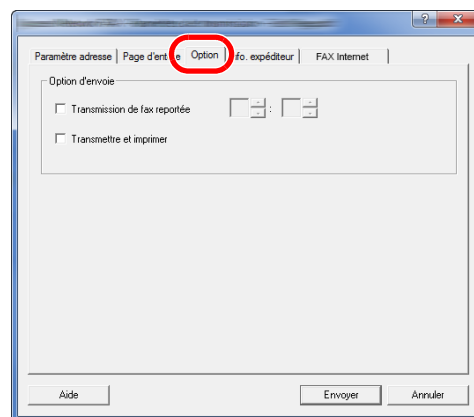 Paramètre adresse Page d'ent e Option fo. expéditeur FAX Internet
Option d'envoie
Transmission de fax reportée :
Transmettre et imprimer
Aide Envoyer Annuler